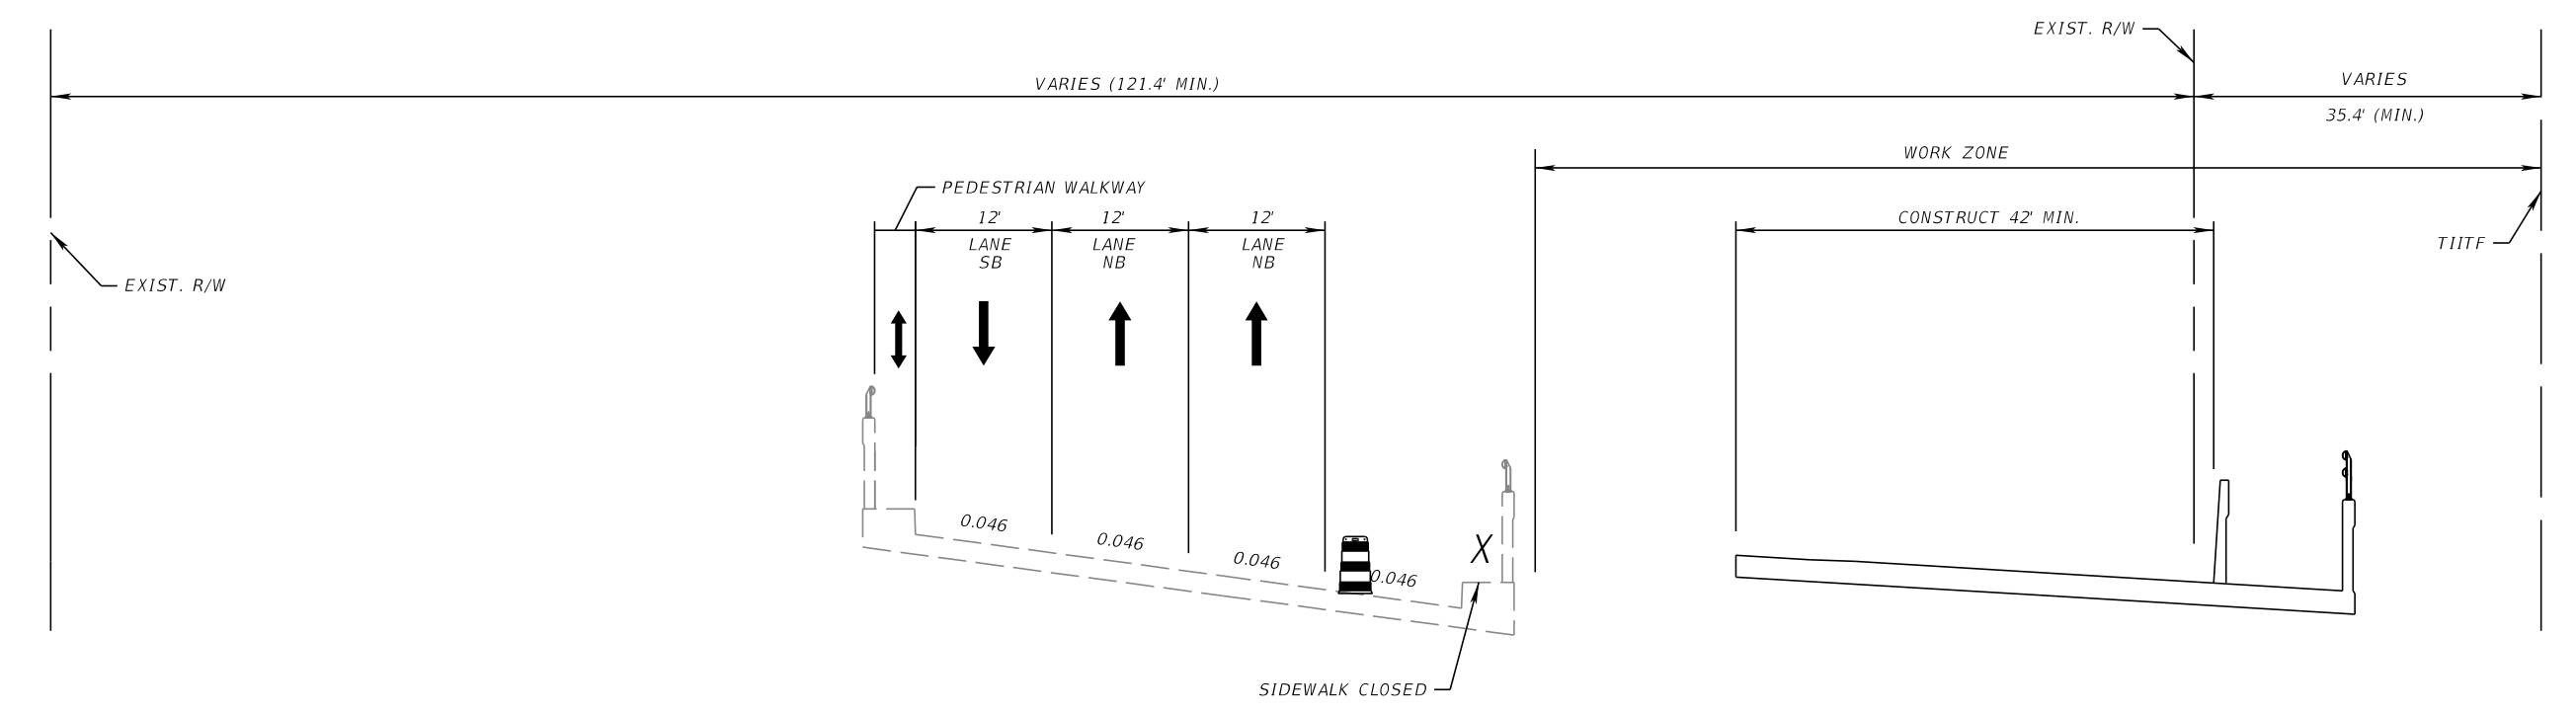 EXIST. R/W
VARIES (121.4' MIN.)
VARIES
35.4' (MIN.)
WORK ZONE
PEDESTRIAN WALKWAY
12'
12'
12'
CONSTRUCT 42' MIN.
LANE
SB
LANE
NB
LANE
NB
TIITF
EXIST. R/W
0.046
0.046
0.046
0.046
X
SIDEWALK CLOSED